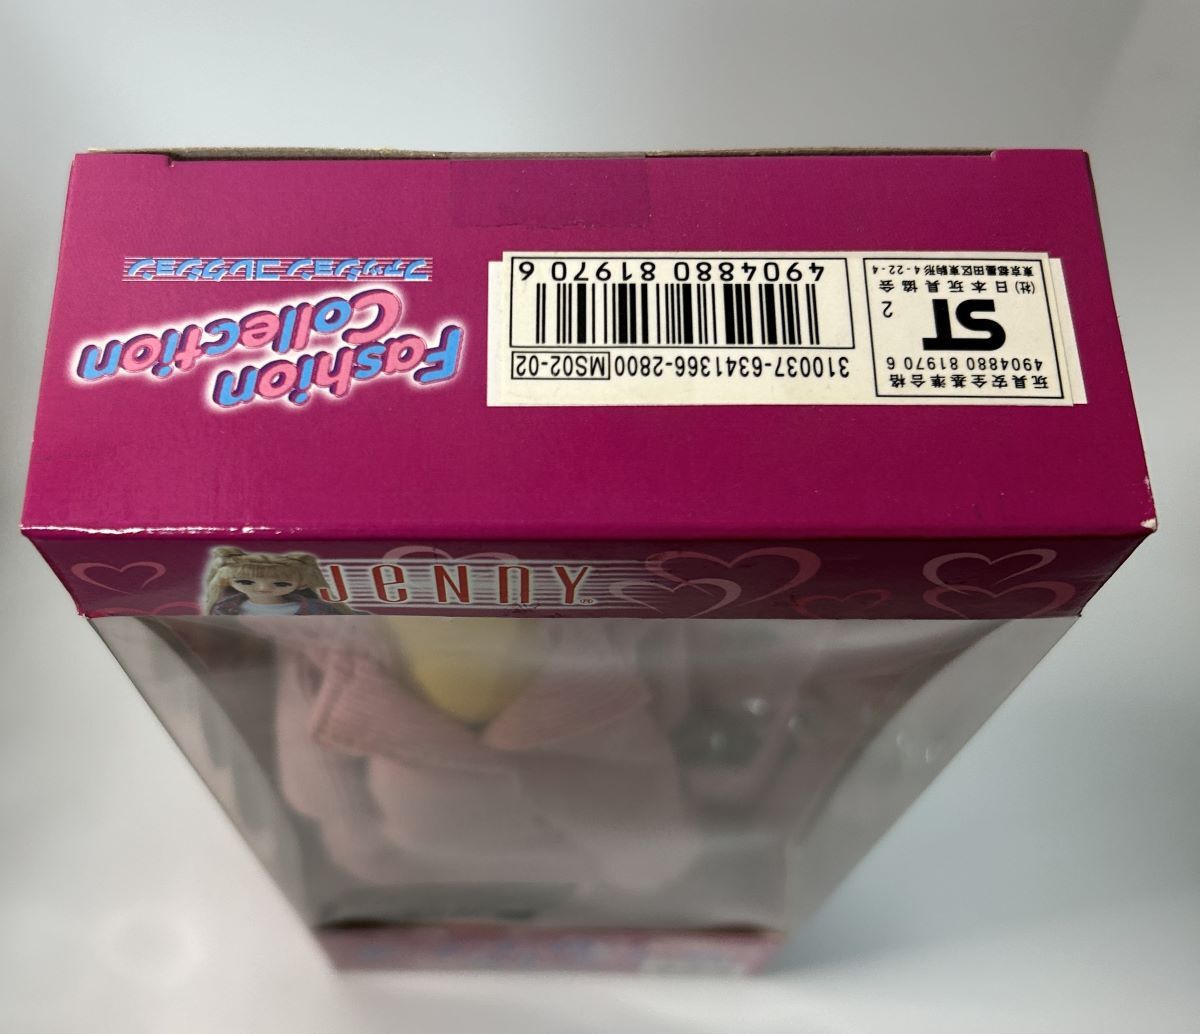 Fashion
Collection
ファッション コレクション
310037-6341366-2800 MS02-02
4904880 81970 6
玩具安全基準合格
4904880 81970 6
ST
2
(社)日本玩具協会
東京都墨田区東駒形4-22-4
JeNNY®